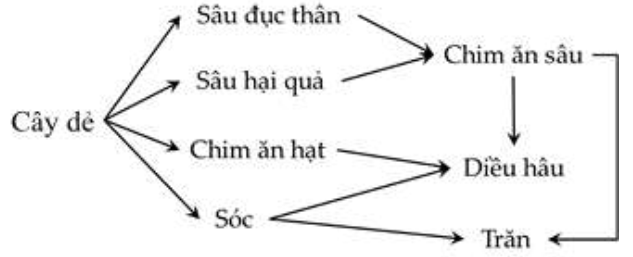 Sâu đục thân
Chim ăn sâu
Sâu hại quả
Cây dẻ
Chim ăn hạt
Diều hâu
Sóc
Trăn